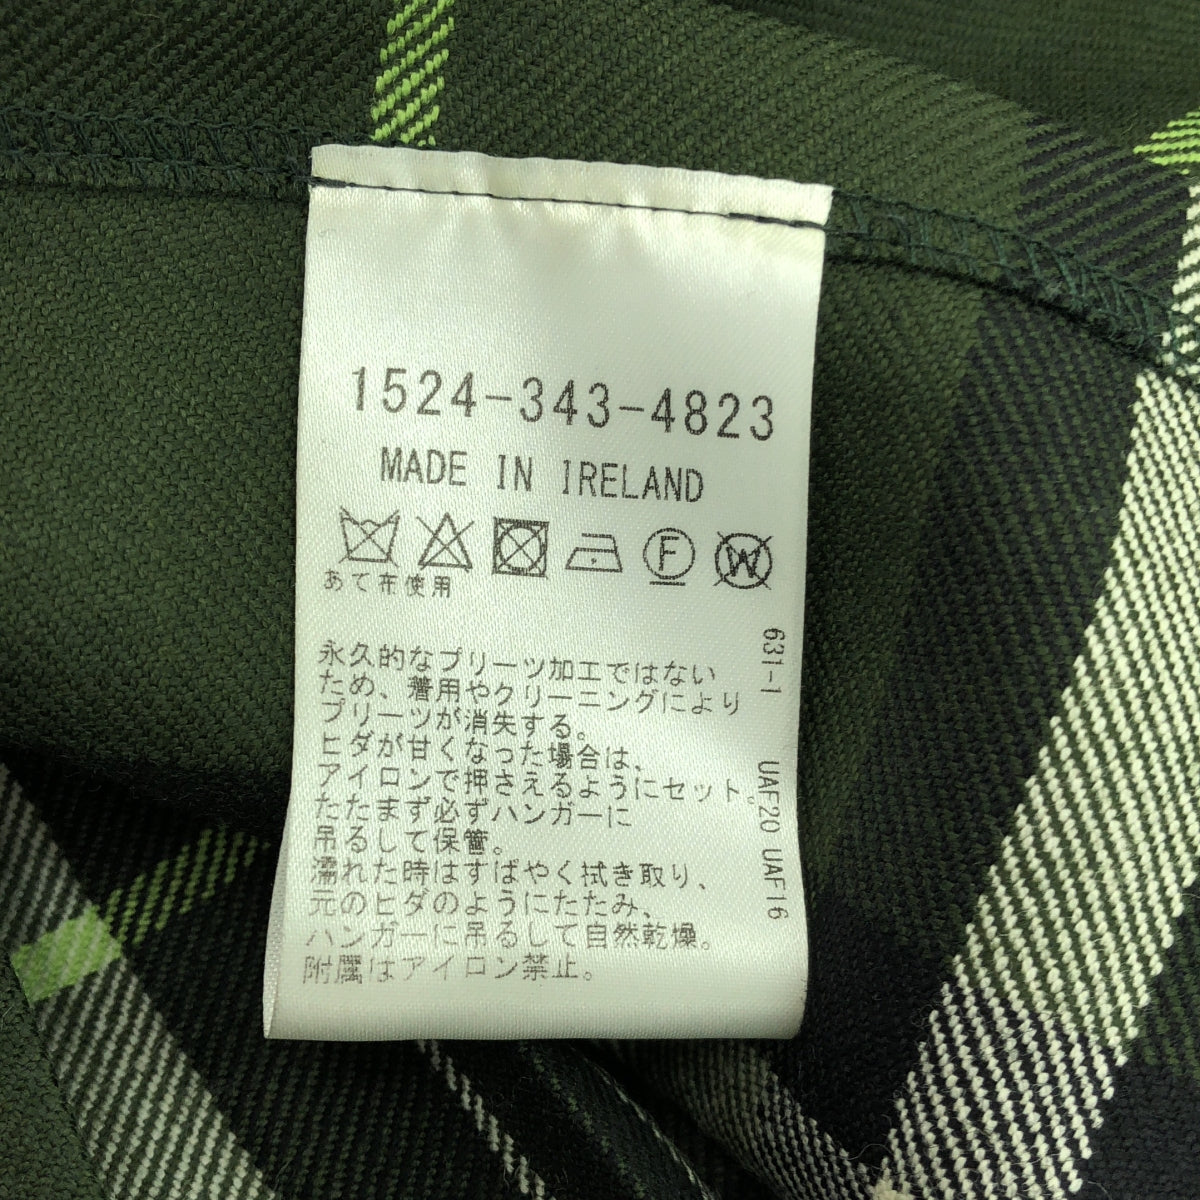 1524-343-4823
MADE IN IRELAND
F W
あて布使用
永久的なプリーツ加工ではない
ため、着用やクリーニングにより
プリーツが消失する。
ヒダが甘くなった場合は、
アイロンで押さえるようにセット。
たたまず必ずハンガーに
吊るして保管。
濡れた時はすばやく拭き取り、
元のヒダのようにたたみ、
ハンガーに吊るして自然乾燥。
附属はアイロン禁止。
631-1 UAF20 UAF16